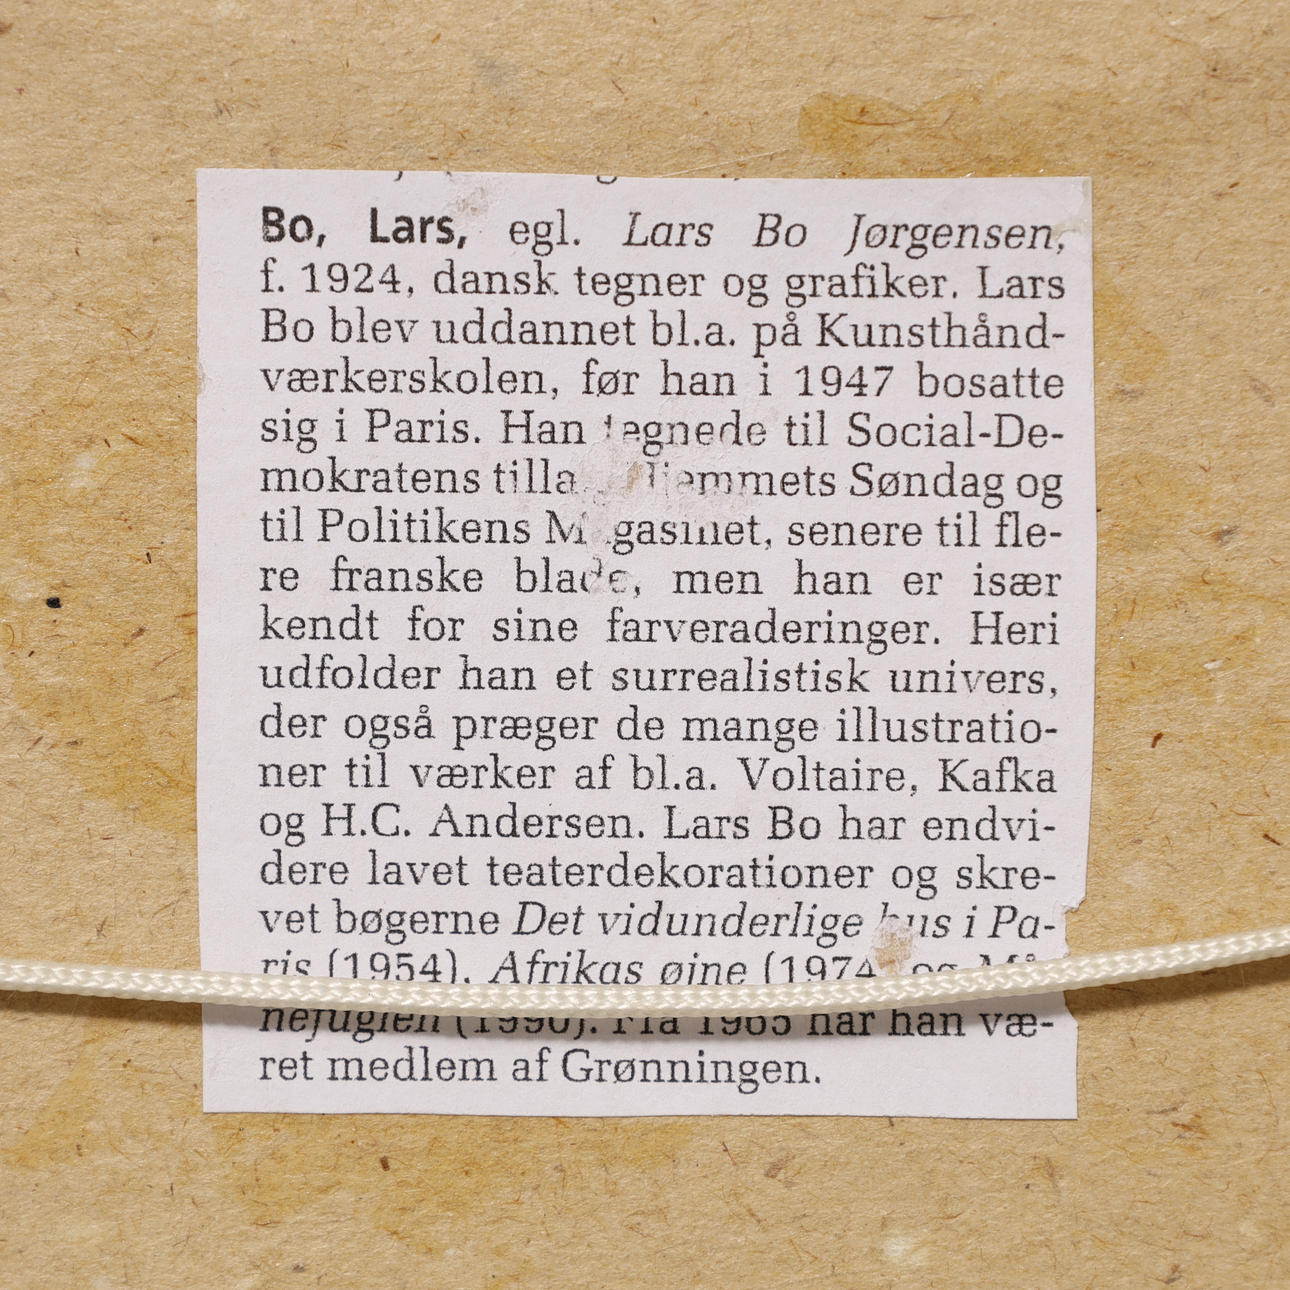 Bo, Lars, egl. Lars Bo Jørgensen,
f. 1924, dansk tegner og grafiker. Lars
Bo blev uddannet bl.a. på Kunsthånd-
værkerskolen, før han i 1947 bosatte
sig i Paris. Han tegnede til Social-De-
mokratens Søndag og
til Politikens Magasinet, senere til fle-
re franske blade, men han er især
kendt for sine farveraderinger. Heri
udfolder han et surrealistisk univers,
der også præger de mange illustratio-
ner til værker af bl.a. Voltaire, Kafka
og H.C. Andersen. Lars Bo har endvi-
dere lavet teaterdekorationer og skre-
vet bøgerne Det vidunderlige hus i Pa-
ris (1954), Afrikas øjne (1974 og Må-
nefuglen (1990). Fra 1965 har han væ-
ret medlem af Grønningen.